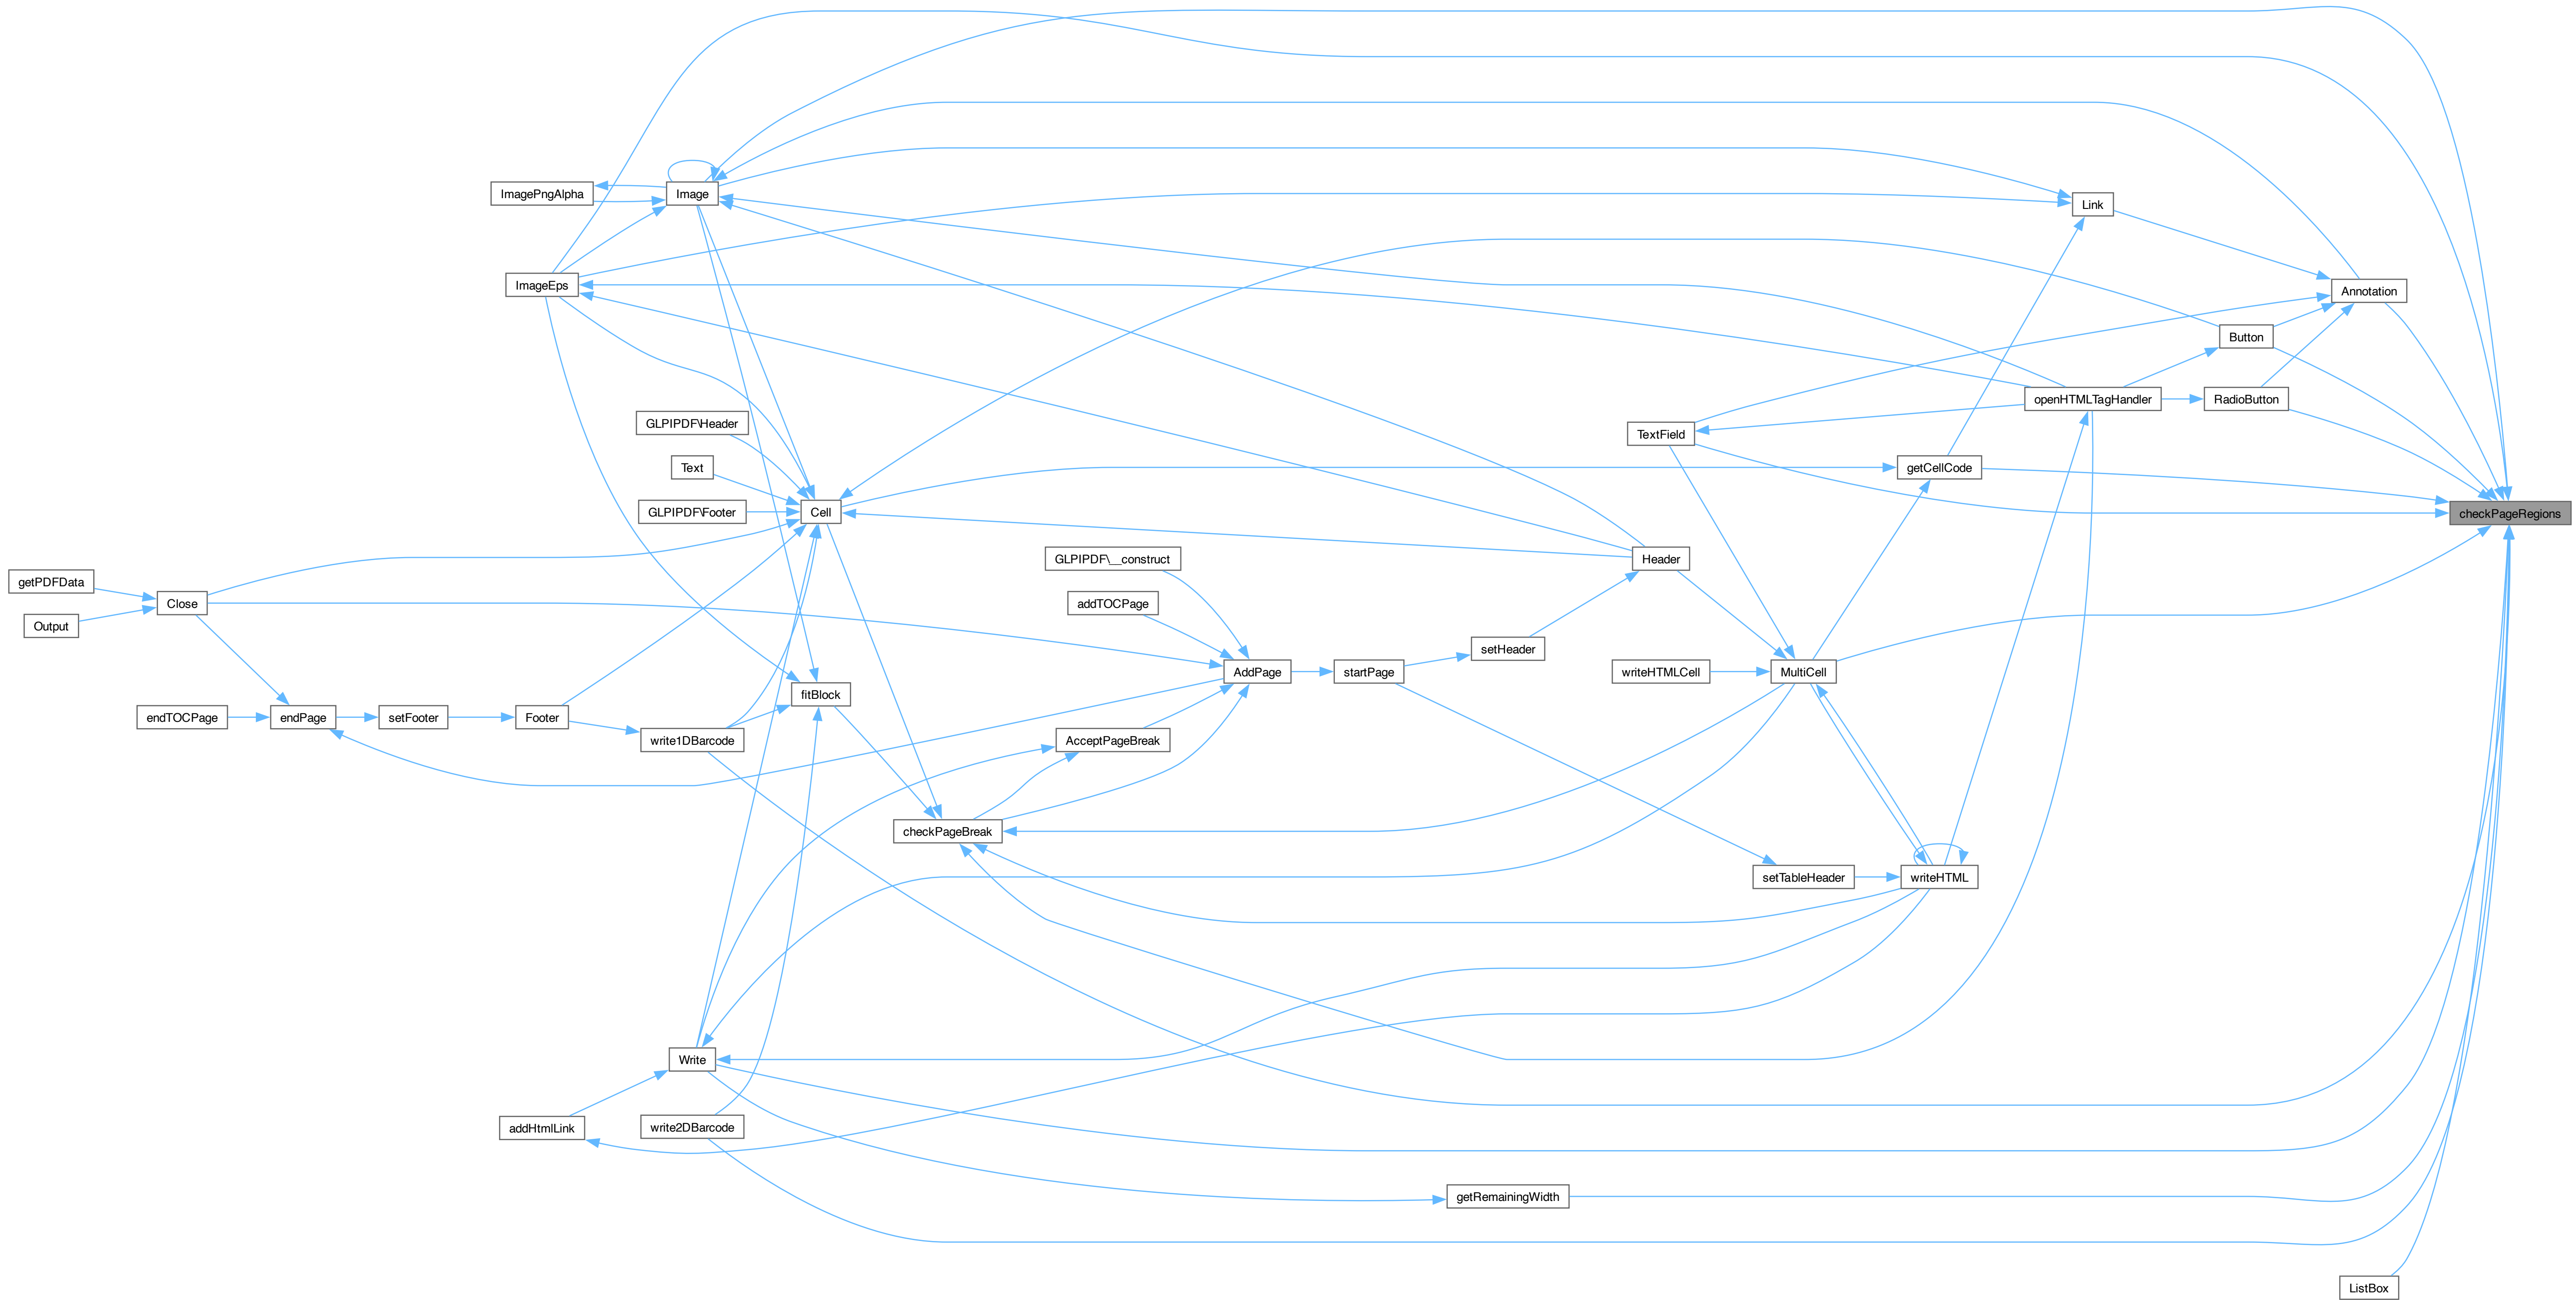 ImagePngAlpha
Image
Link
ImageEps
Annotation
Button
openHTMLTagHandler
RadioButton
GLPIPDF\Header
TextField
Text
getCellCode
GLPIPDF\Footer
Cell
checkPageRegions
GLPIPDF\__construct
Header
getPDFData
Close
addTOCPage
Output
setHeader
AddPage
startPage
writeHTMLCell
MultiCell
fitBlock
endTOCPage
endPage
setFooter
Footer
write1DBarcode
AcceptPageBreak
checkPageBreak
setTableHeader
writeHTML
Write
addHtmlLink
write2DBarcode
getRemainingWidth
ListBox